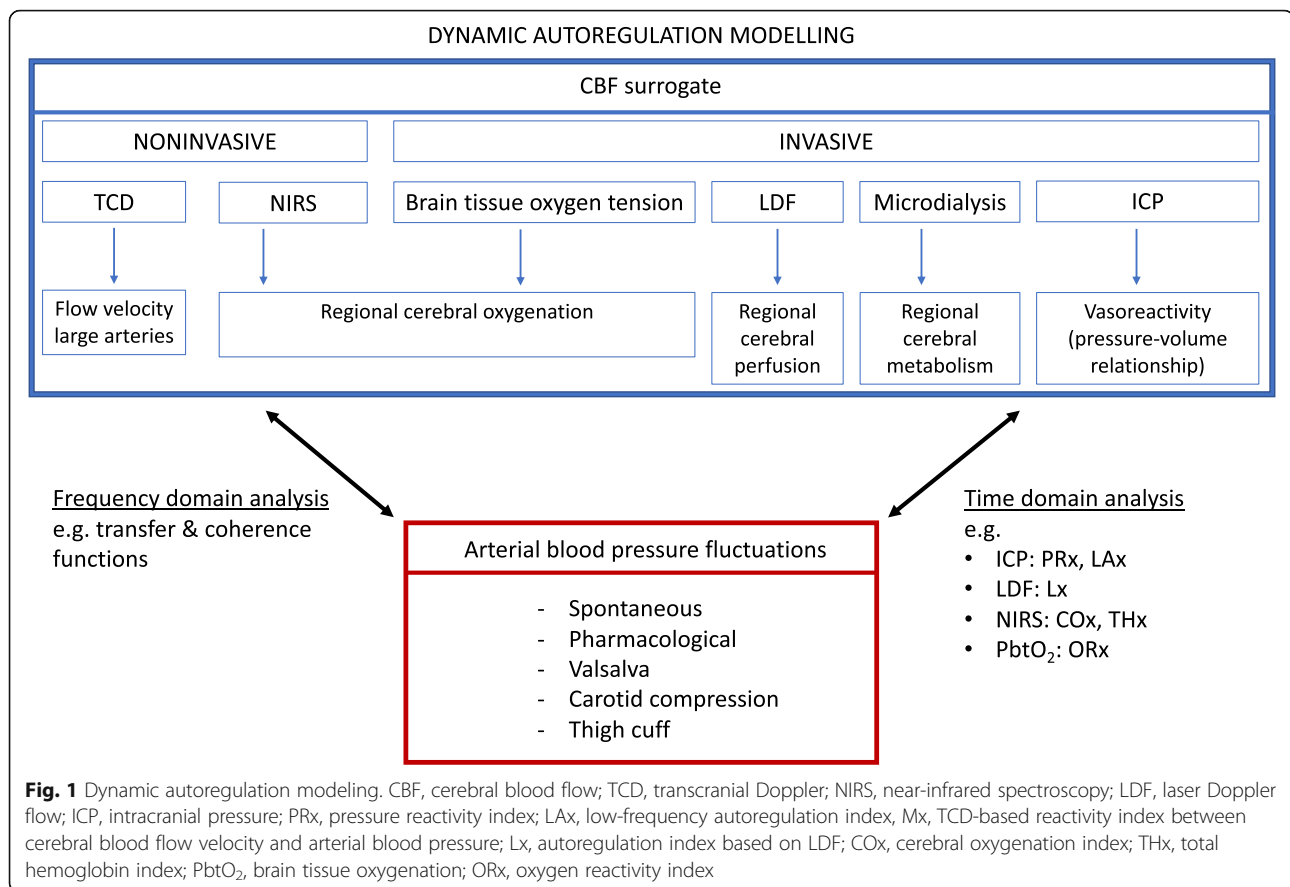 DYNAMIC AUTOREGULATION MODELLING
CBF surrogate
NONINVASIVE
INVASIVE
TCD
NIRS
Brain tissue oxygen tension
LDF
Microdialysis
ICP
Flow velocity
large arteries
Regional cerebral oxygenation
Regional
cerebral
perfusion
Regional
cerebral
metabolism
Vasoreactivity
(pressure-volume
relationship)
Frequency domain analysis
e.g. transfer & coherence
functions
Arterial blood pressure fluctuations
- Spontaneous
- Pharmacological
- Valsalva
- Carotid compression
- Thigh cuff
Time domain analysis
e.g.
• ICP: PRx, LAx
• LDF: Lx
• NIRS: COx, THx
• PbtO₂: ORx
Fig. 1 Dynamic autoregulation modeling. CBF, cerebral blood flow; TCD, transcranial Doppler; NIRS, near-infrared spectroscopy; LDF, laser Doppler
flow; ICP, intracranial pressure; PRx, pressure reactivity index; LAx, low-frequency autoregulation index, Mx, TCD-based reactivity index between
cerebral blood flow velocity and arterial blood pressure; Lx, autoregulation index based on LDF; COx, cerebral oxygenation index; THx, total
hemoglobin index; PbtO₂, brain tissue oxygenation; ORx, oxygen reactivity index